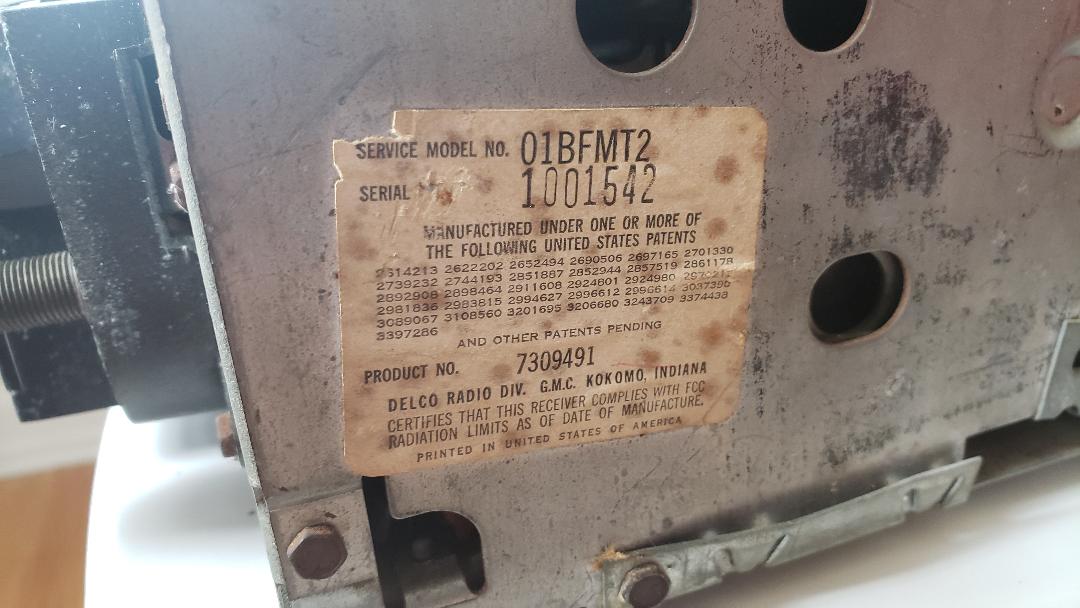 SERVICE MODEL NO. 01BFMT2
SERIAL 1001542
MANUFACTURED UNDER ONE OR MORE OF
THE FOLLOWING UNITED STATES PATENTS
2514213 2622202 2652494 2690506 2697165 2701330
2739232 2744193 2851887 2852944 2857519 2861178
2892908 2898464 2911608 2924801 2924980
2981836 2983815 2994627 2996612 2996614 3037396
3089067 3108560 3201695 3206680 3243709 3374438
3397286
AND OTHER PATENTS PENDING
PRODUCT NO. 7309491
DELCO RADIO DIV. G.M.C. KOKOMO, INDIANA
CERTIFIES THAT THIS RECEIVER COMPLIES WITH FCC
RADIATION LIMITS AS OF DATE OF MANUFACTURE.
PRINTED IN UNITED STATES OF AMERICA